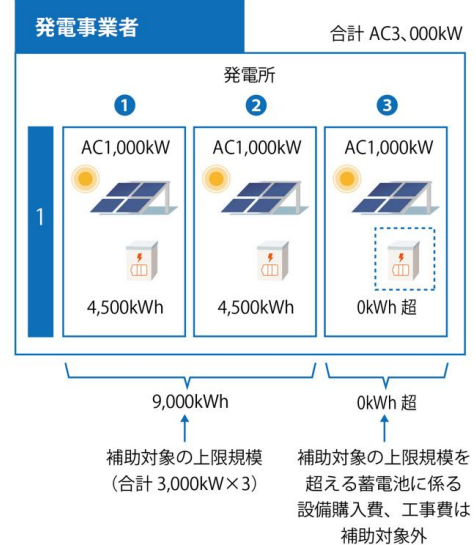 発電事業者
合計 AC3、000kW
発電所
1 2 3
1
AC1,000kW AC1,000kW AC1,000kW
4,500kWh 4,500kWh 0kWh 超
9,000kWh 0kWh 超
補助対象の上限規模
（合計 3,000kW×3）
補助対象の上限規模を
超える蓄電池に係る
設備購入費、工事費は
補助対象外